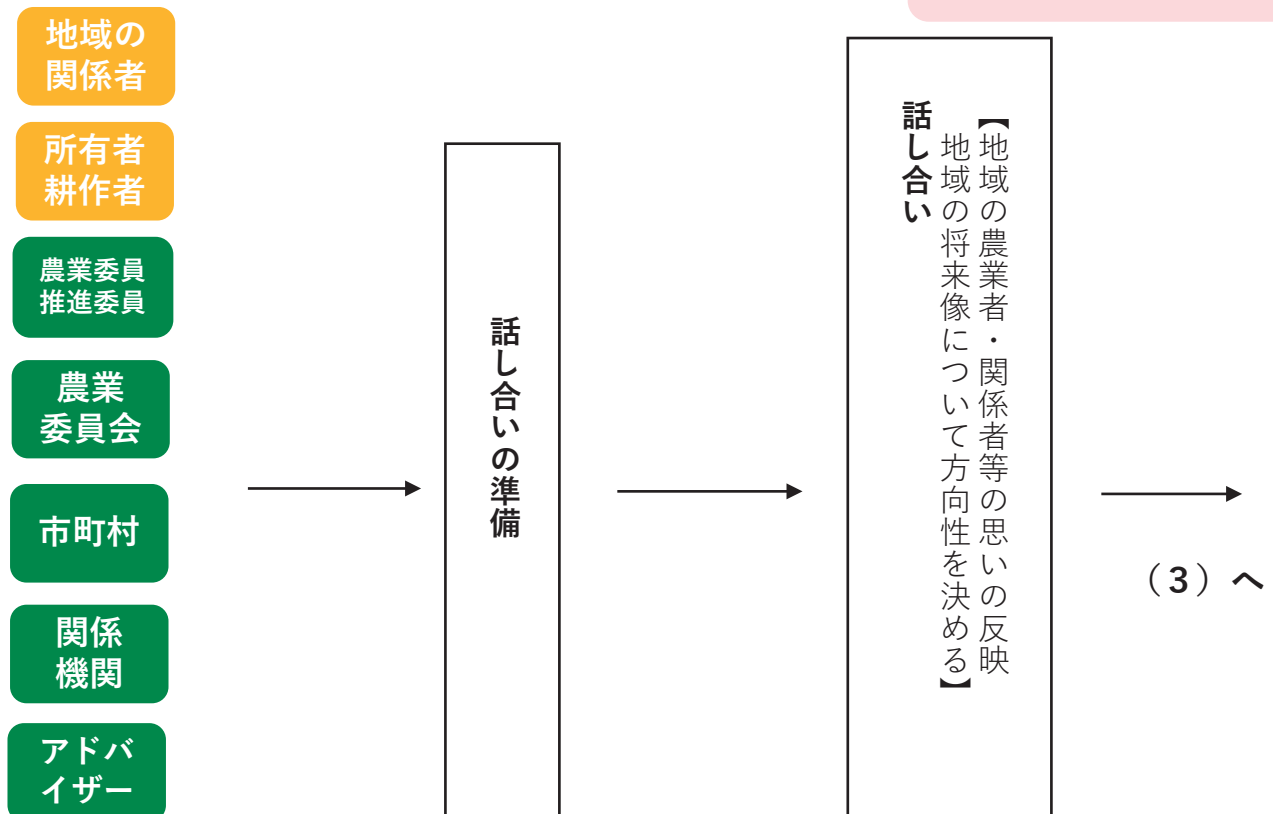 地域の
関係者
所有者
耕作者
農業委員
推進委員
農業
委員会
市町村
関係
機関
アドバ
イザー
話し合いの準備
【地域の農業者・関係者等の思いの反映
地域の将来像について方向性を決める】
話し合い
（３）へ